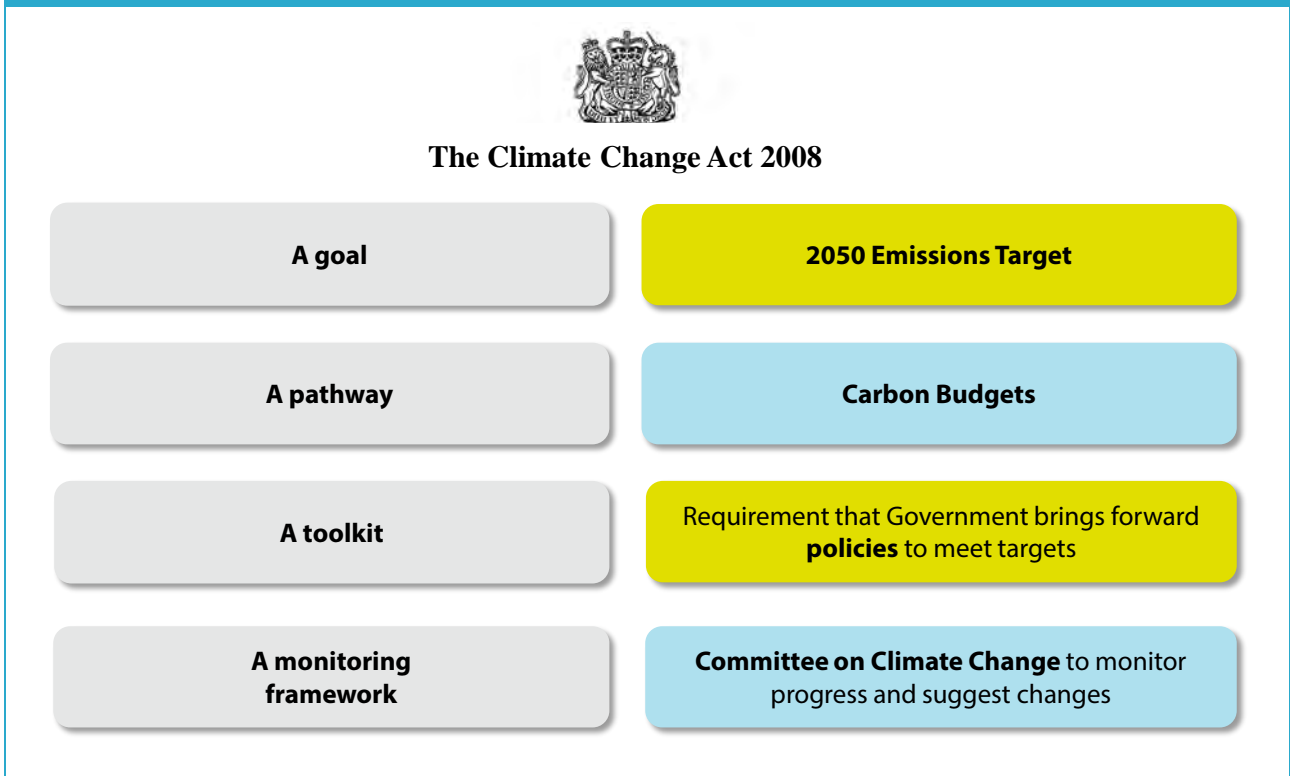 The Climate Change Act 2008
A goal
2050 Emissions Target
A pathway
Carbon Budgets
A toolkit
Requirement that Government brings forward
policies to meet targets
A monitoring
framework
Committee on Climate Change to monitor
progress and suggest changes